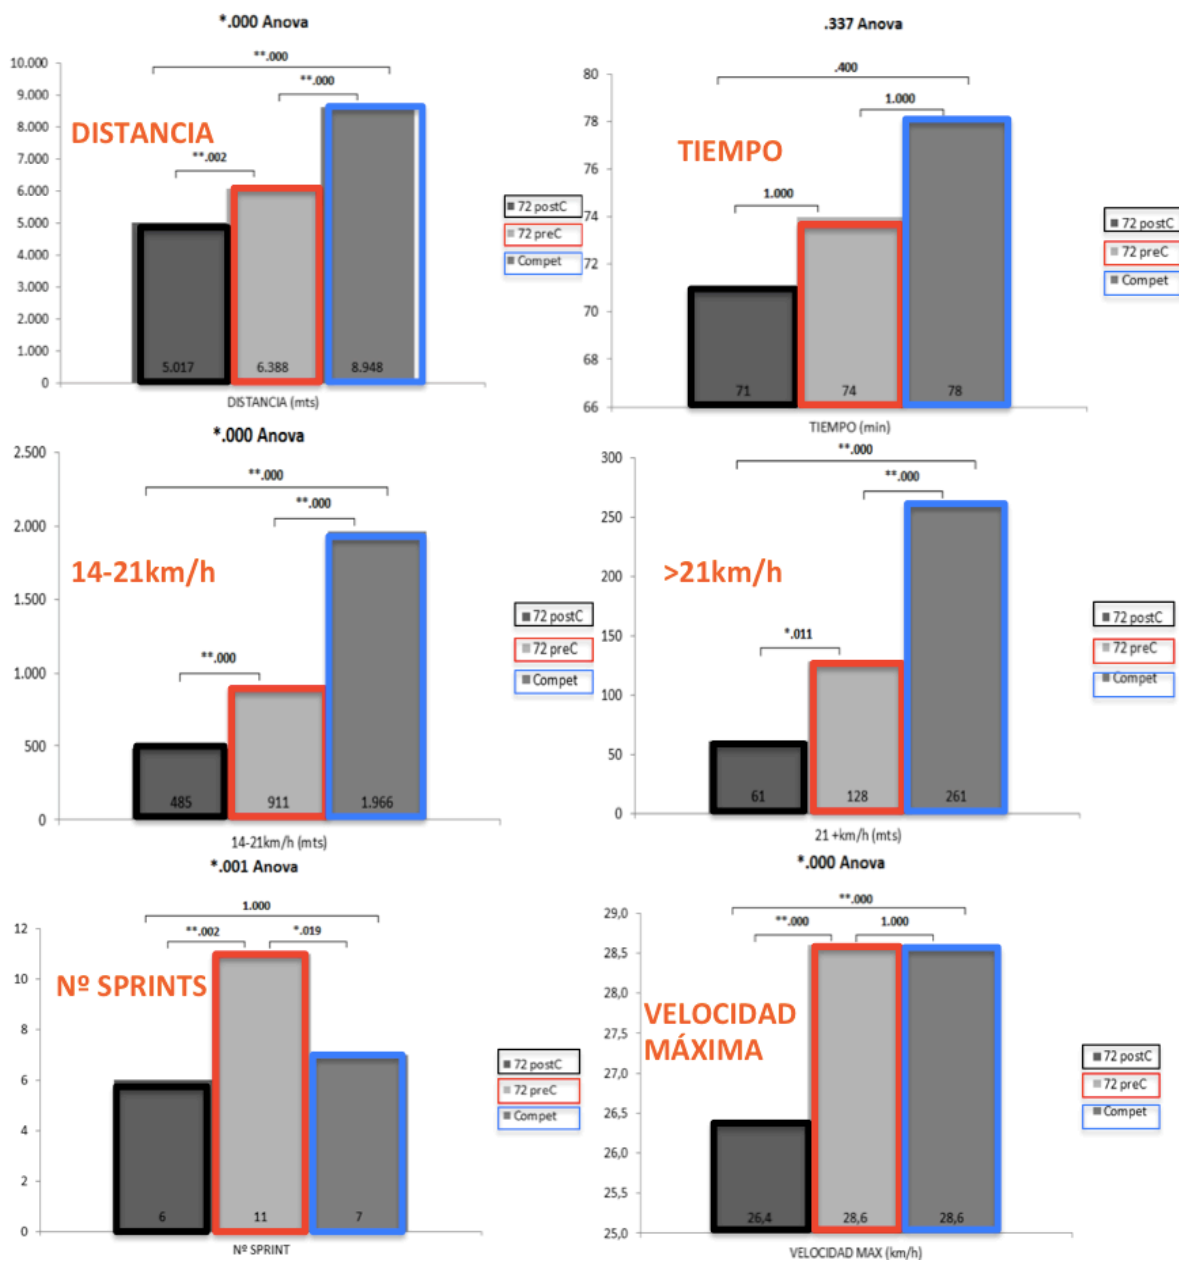 *.000 Anova
**.000
**.000
**.002
10.000
9.000
8.000
7.000
6.000
5.000
4.000
3.000
2.000
1.000
0
DISTANCIA
5.017
6.388
8.948
DISTANCIA (mts)
72 postC
72 preC
Compet
.337 Anova
.400
1.000
1.000
80
78
76
74
72
70
68
66
TIEMPO
71
74
78
TIEMPO (min)
72 postC
72 preC
Compet
*.000 Anova
**.000
**.000
**.000
2.500
2.000
1.500
1.000
500
0
14-21km/h
485
911
1.966
14-21km/h (mts)
72 postC
72 preC
Compet
**.000
**.000
*.011
300
250
200
150
100
50
0
>21km/h
61
128
261
21 +km/h (mts)
72 postC
72 preC
Compet
*.001 Anova
1.000
**.002
*.019
12
10
8
6
4
2
0
Nº SPRINTS
6
11
7
Nº SPRINT
72 postC
72 preC
Compet
*.000 Anova
**.000
**.000
1.000
29,0
28,5
28,0
27,5
27,0
26,5
26,0
25,5
25,0
VELOCIDAD
MÁXIMA
26,4
28,6
28,6
VELOCIDAD MAX (km/h)
72 postC
72 preC
Compet